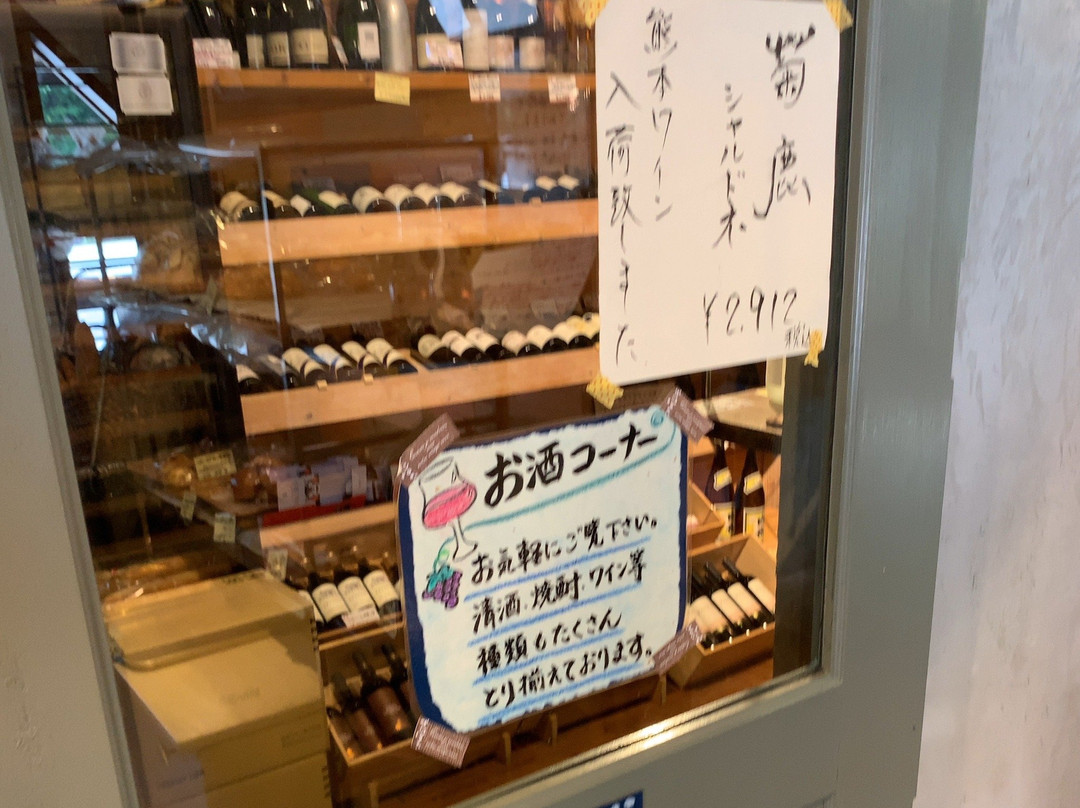 菊鹿
シャルドネ
¥2,912
税込
熊本ワイン
入荷致しました
お酒コーナー
お気軽にご覧下さい。
清酒.焼酎.ワイン等
種類もたくさん
とり揃えております。